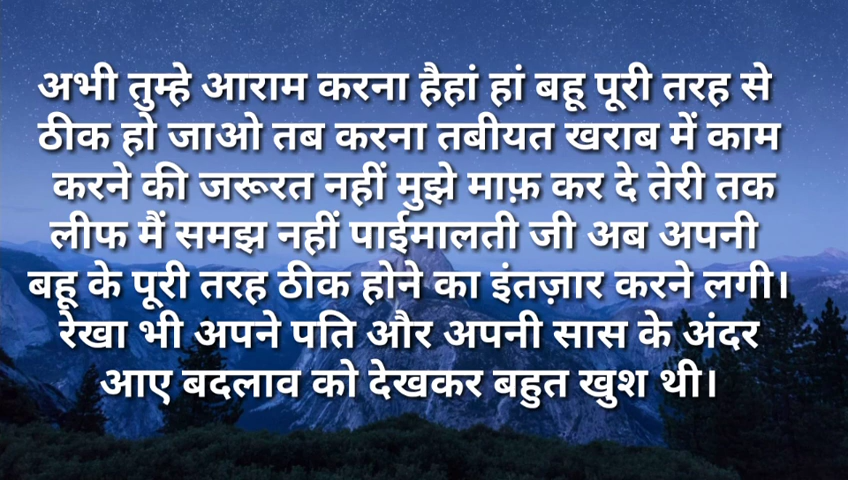 अभी तुम्हे आराम करना हैहां हां बहू पूरी तरह से
ठीक हो जाओ तब करना तबीयत खराब में काम
करने की जरूरत नहीं मुझे माफ़ कर दे तेरी तक
लीफ मैं समझ नहीं पाईमालती जी अब अपनी
बहू के पूरी तरह ठीक होने का इंतज़ार करने लगी।
रेखा भी अपने पति और अपनी सास के अंदर
आए बदलाव को देखकर बहुत खुश थी।